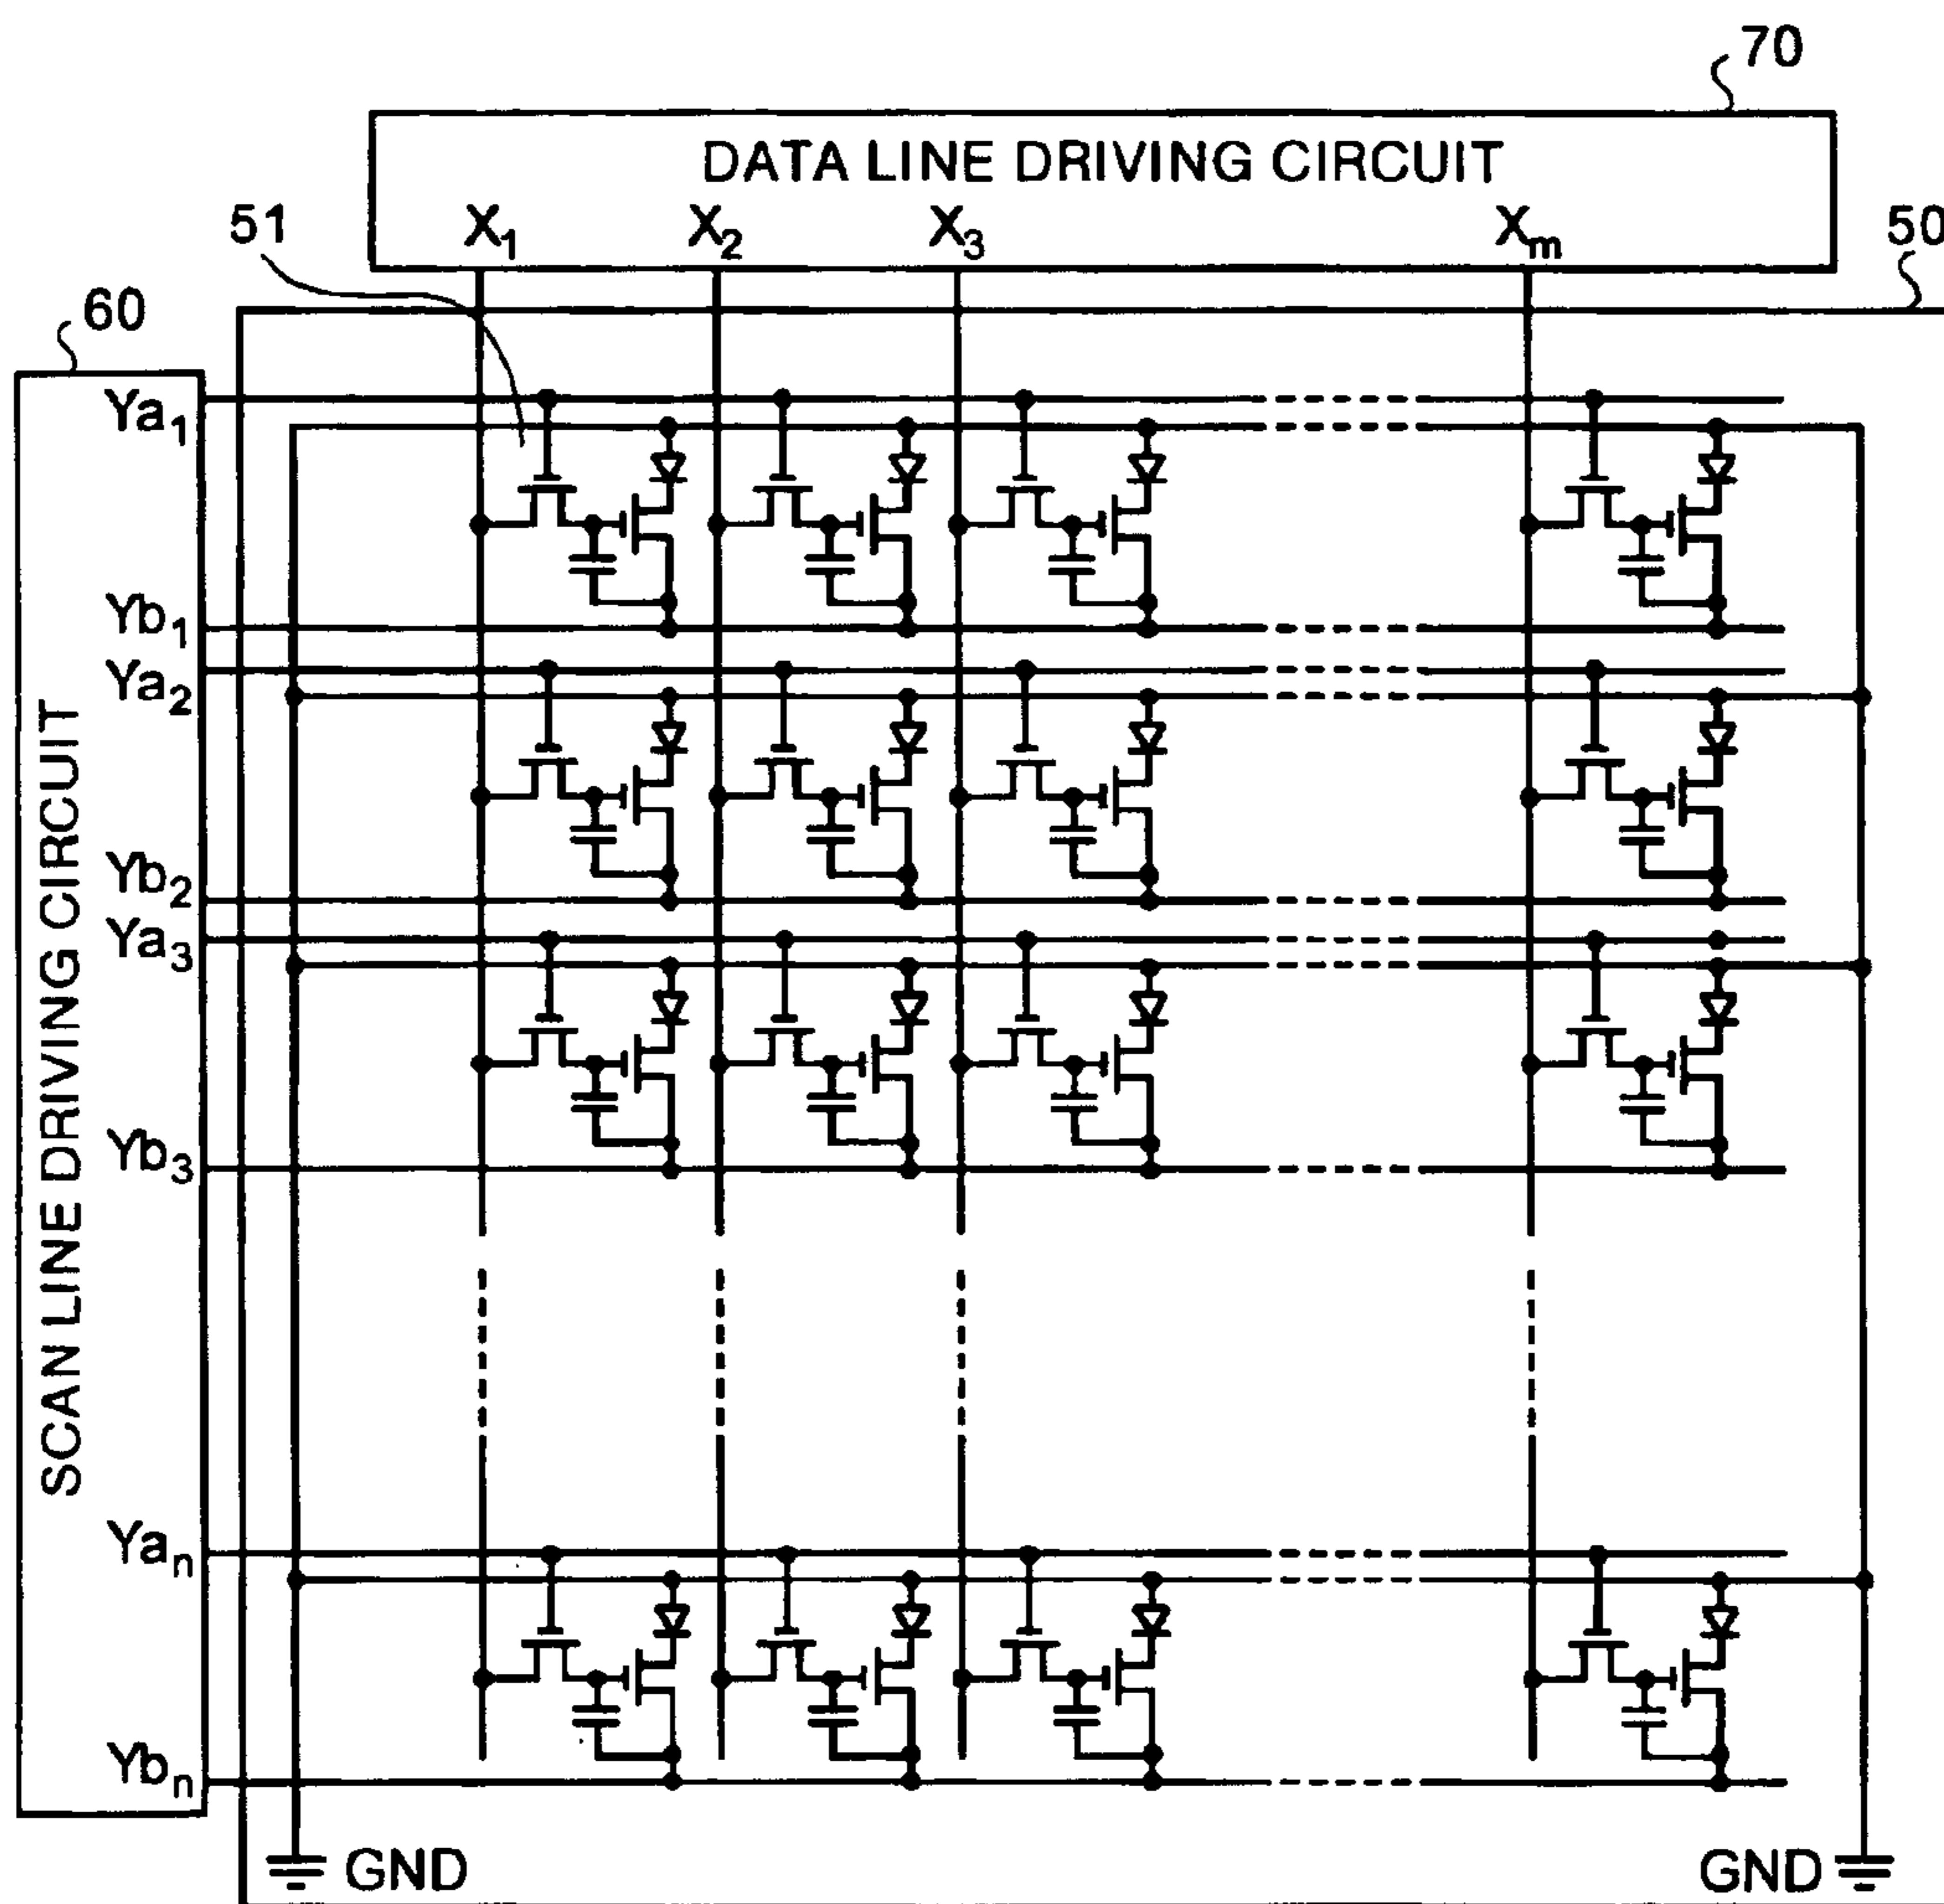 70
DATA LINE DRIVING CIRCUIT
51
X1
X2
X3
Xm
50
60
SCAN LINE DRIVING CIRCUIT
Ya1
Yb1
Ya2
Yb2
Ya3
Yb3
Yan
Ybn
GND
GND